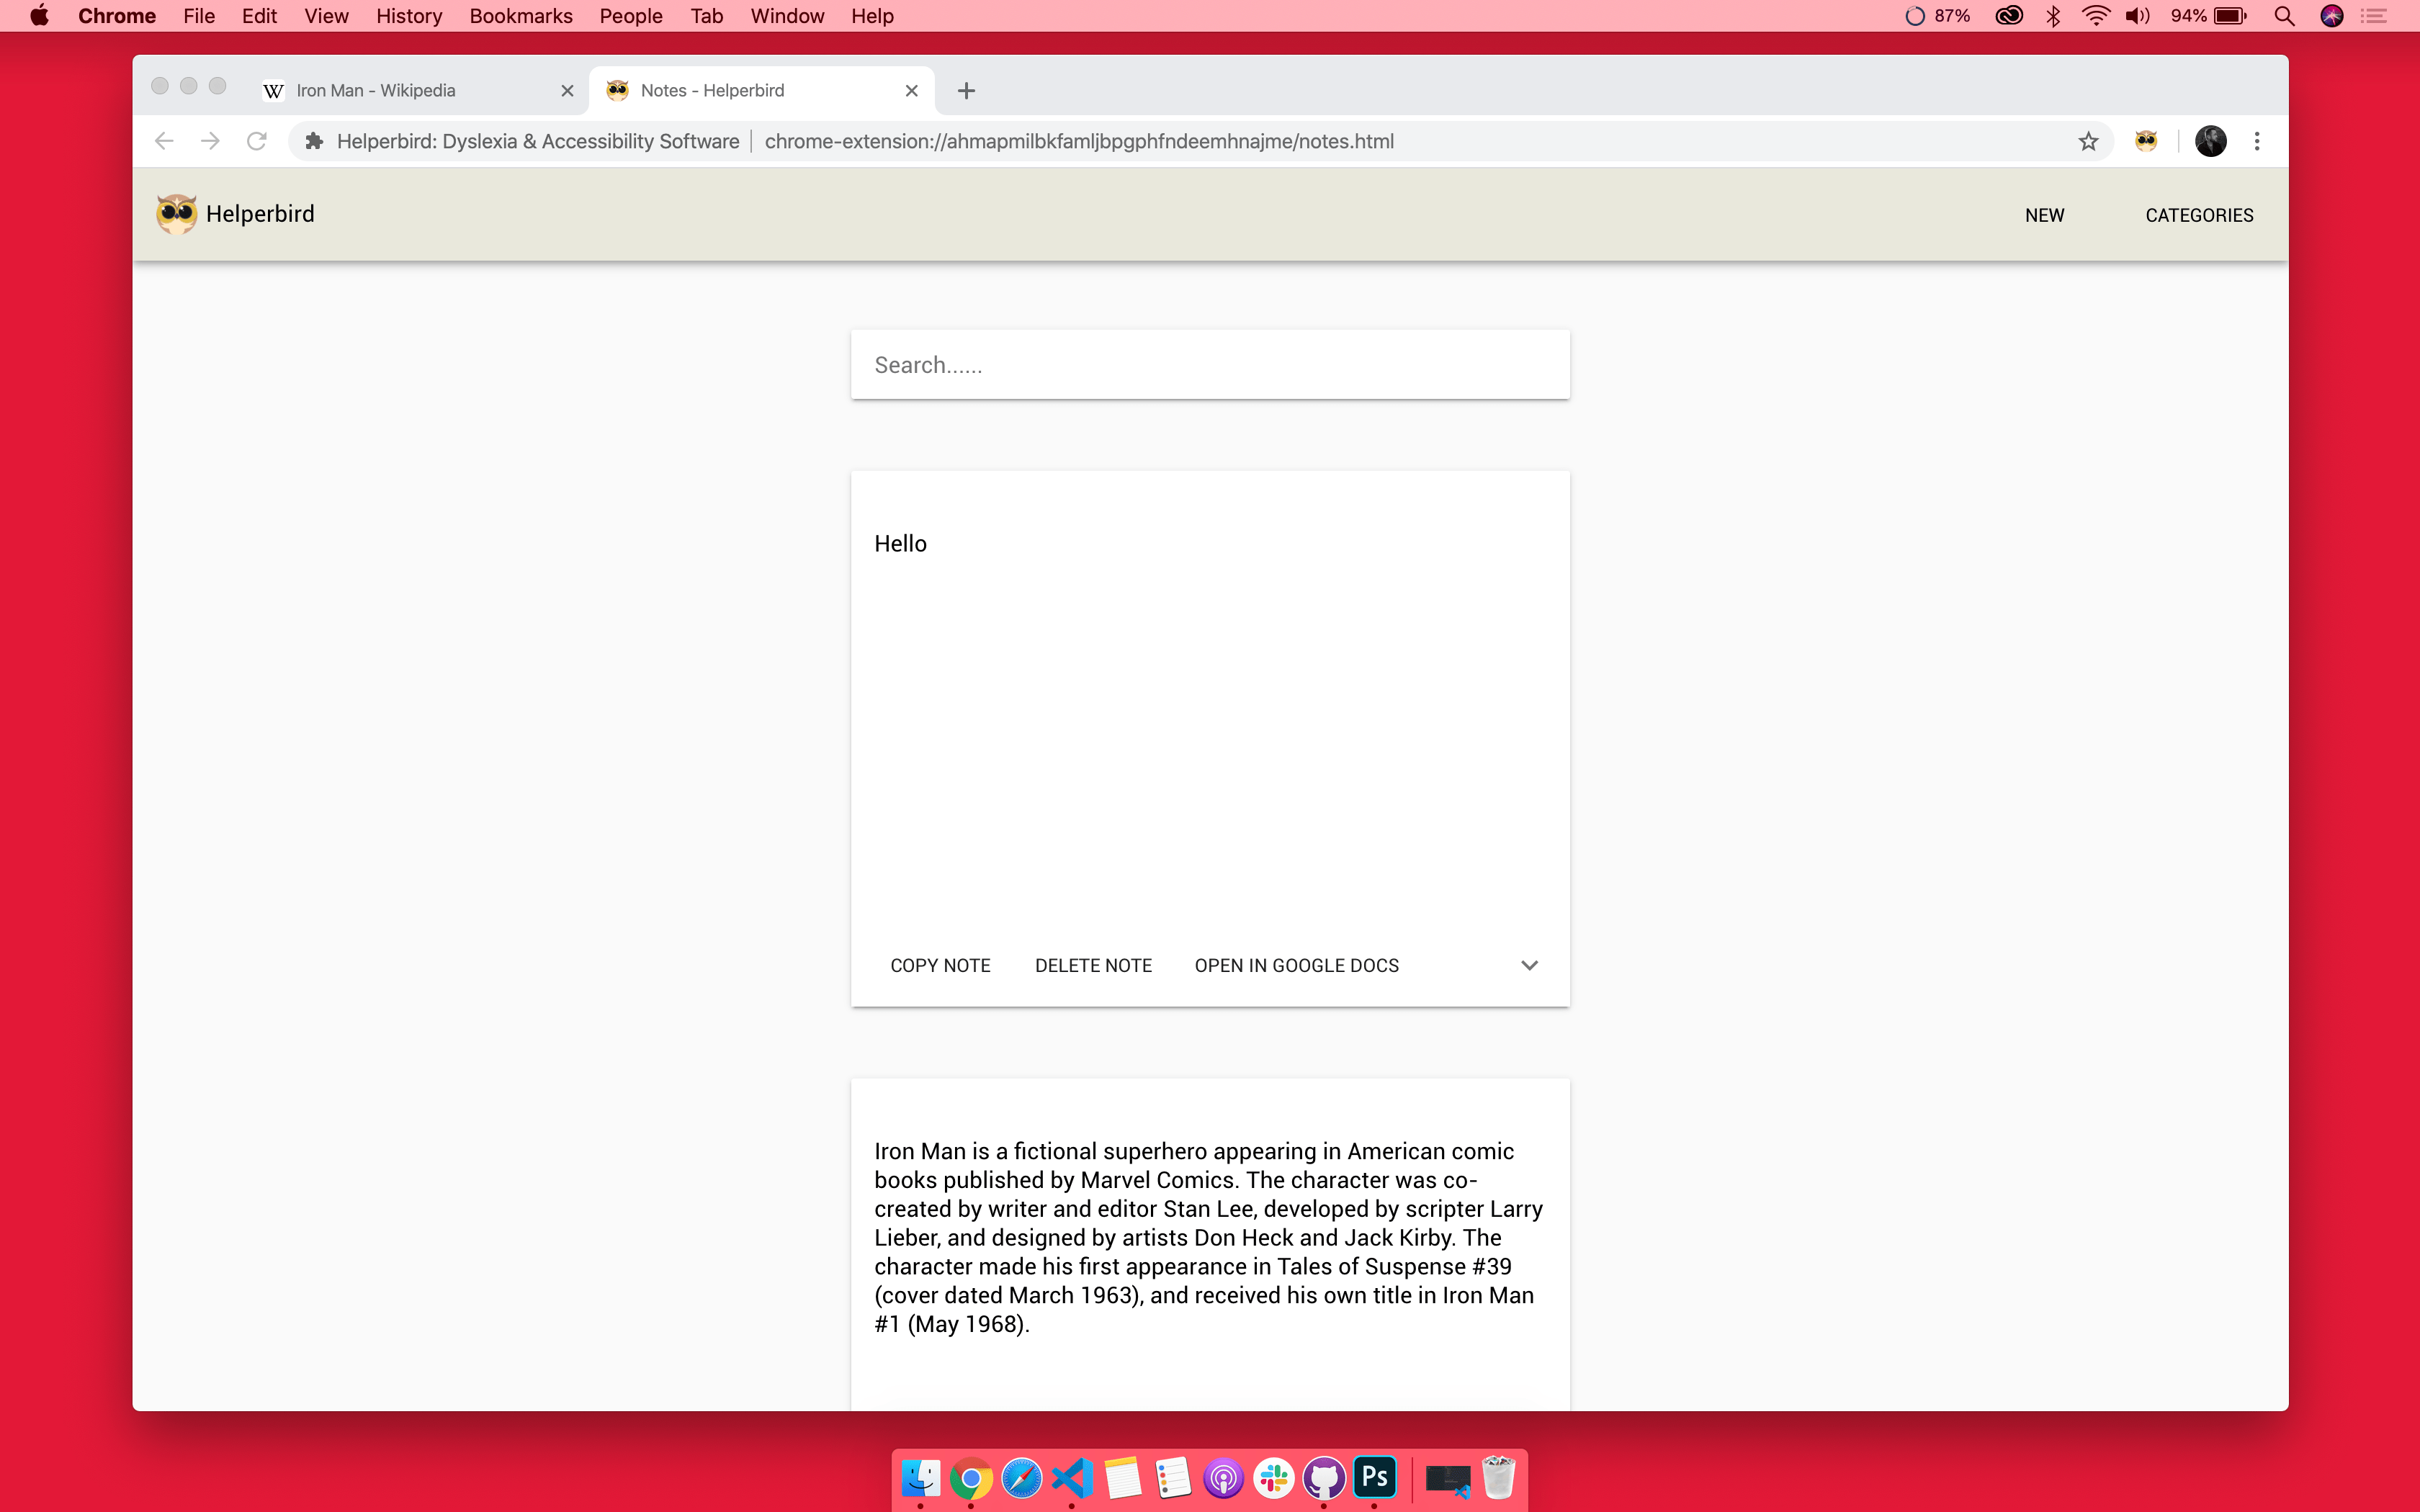 Chrome File Edit View History Bookmarks People Tab Window Help 87% 94%
Iron Man - Wikipedia Notes - Helperbird
Helperbird: Dyslexia & Accessibility Software chrome-extension://ahmapmilbkfamljbpgphfndeemhnajme/notes.html
Helperbird NEW CATEGORIES
Search......
Hello
COPY NOTE DELETE NOTE OPEN IN GOOGLE DOCS
Iron Man is a fictional superhero appearing in American comic
books published by Marvel Comics. The character was co-
created by writer and editor Stan Lee, developed by scripter Larry
Lieber, and designed by artists Don Heck and Jack Kirby. The
character made his first appearance in Tales of Suspense #39
(cover dated March 1963), and received his own title in Iron Man
#1 (May 1968).
Ps